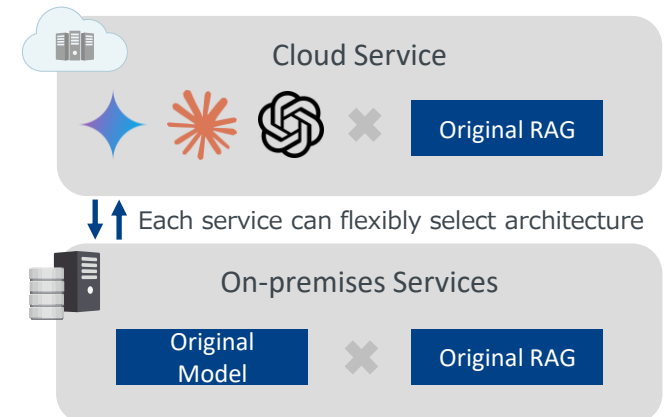 Cloud Service
Original RAG
Each service can flexibly select architecture
On-premises Services
Original
Model
Original RAG